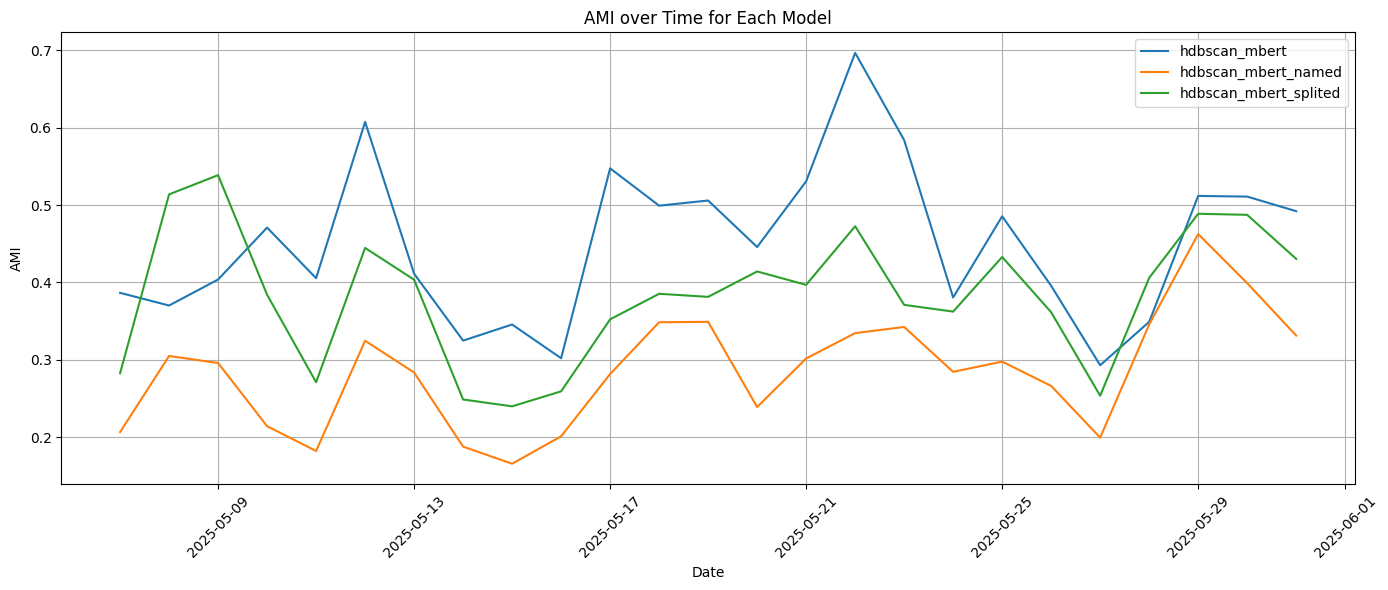 AMI over Time for Each Model
hdbscan_mbert
hdbscan_mbert_named
hdbscan_mbert_splited
AMI
0.7
0.6
0.5
0.4
0.3
0.2
2025-05-09
2025-05-13
2025-05-17
2025-05-21
2025-05-25
2025-05-29
2025-06-01
Date